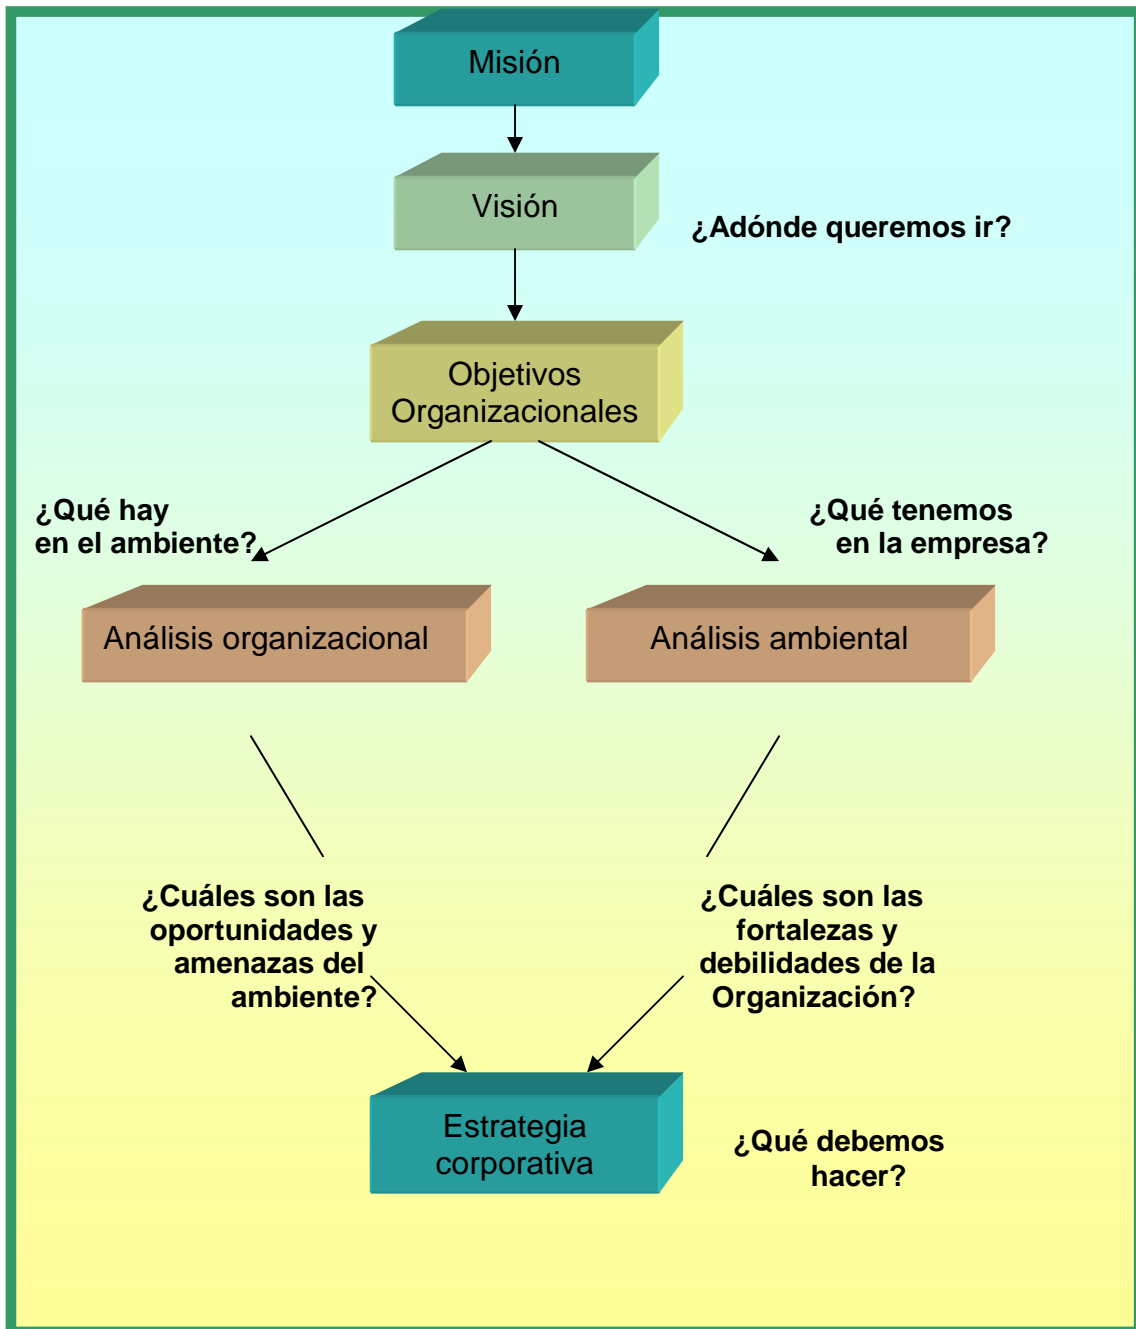 Misión
Visión
¿Adónde queremos ir?
Objetivos
Organizacionales
¿Qué hay
en el ambiente?
¿Qué tenemos
en la empresa?
Análisis organizacional
Análisis ambiental
¿Cuáles son las
oportunidades y
amenazas del
ambiente?
¿Cuáles son las
fortalezas y
debilidades de la
Organización?
Estrategia
corporativa
¿Qué debemos
hacer?